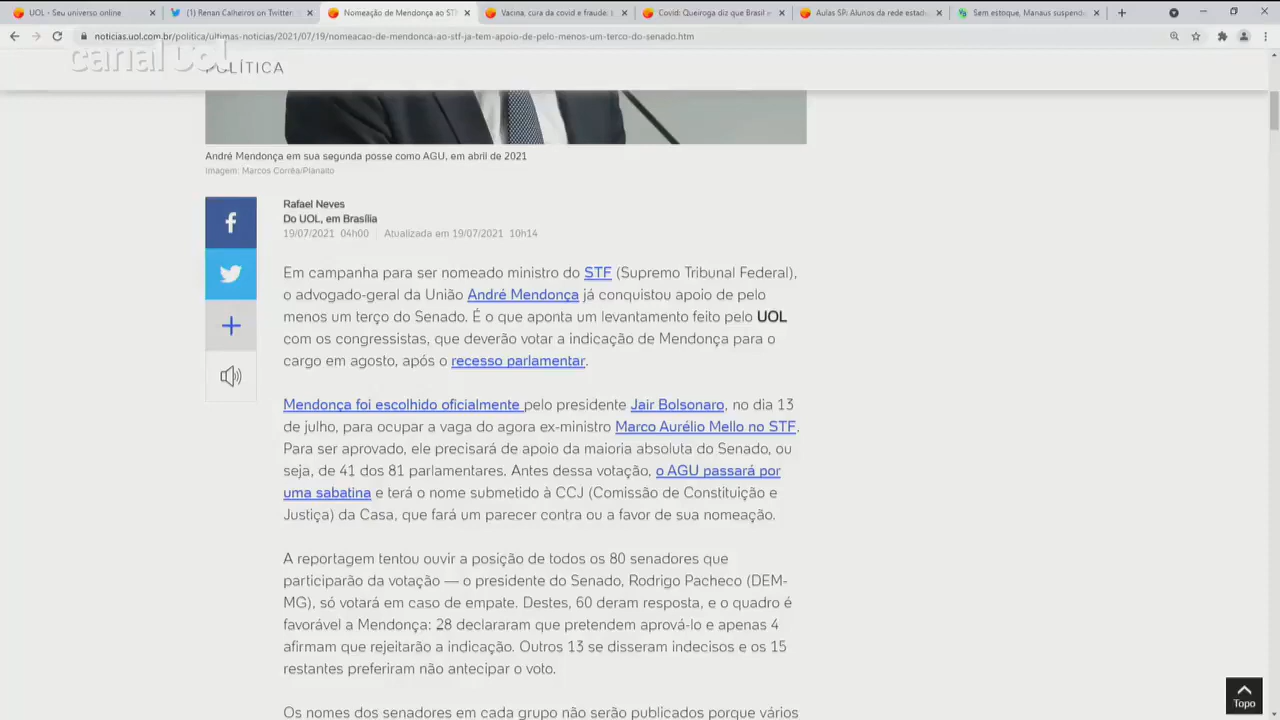 UOL - Seu universo online
(1) Renan Calheiros on Twitter:
Nomeação de Mendonça ao STF
Vacina, cura da covid e fraude: l
Covid: Queiroga diz que Brasil e
Aulas SP: Alunos da rede estad
Sem estoque, Manaus suspend
noticias.uol.com.br/politica/ultimas-noticias/2021/07/19/nomeacao-de-mendonca-ao-stf-ja-tem-apoio-de-pelo-menos-um-terco-do-senado.htm
canal uol
POLÍTICA
André Mendonça em sua segunda posse como AGU, em abril de 2021
Imagem: Marcos Corrêa/Planalto
Rafael Neves
Do UOL, em Brasília
19/07/2021 04h00 | Atualizada em 19/07/2021 10h14
Em campanha para ser nomeado ministro do STF (Supremo Tribunal Federal),
o advogado-geral da União André Mendonça já conquistou apoio de pelo
menos um terço do Senado. É o que aponta um levantamento feito pelo UOL
com os congressistas, que deverão votar a indicação de Mendonça para o
cargo em agosto, após o recesso parlamentar.
Mendonça foi escolhido oficialmente pelo presidente Jair Bolsonaro, no dia 13
de julho, para ocupar a vaga do agora ex-ministro Marco Aurélio Mello no STF.
Para ser aprovado, ele precisará de apoio da maioria absoluta do Senado, ou
seja, de 41 dos 81 parlamentares. Antes dessa votação, o AGU passará por
uma sabatina e terá o nome submetido à CCJ (Comissão de Constituição e
Justiça) da Casa, que fará um parecer contra ou a favor de sua nomeação.
A reportagem tentou ouvir a posição de todos os 80 senadores que
participarão da votação — o presidente do Senado, Rodrigo Pacheco (DEM-
MG), só votará em caso de empate. Destes, 60 deram resposta, e o quadro é
favorável a Mendonça: 28 declararam que pretendem aprová-lo e apenas 4
afirmam que rejeitarão a indicação. Outros 13 se disseram indecisos e os 15
restantes preferiram não antecipar o voto.
Os nomes dos senadores em cada grupo não serão publicados porque vários
Topo